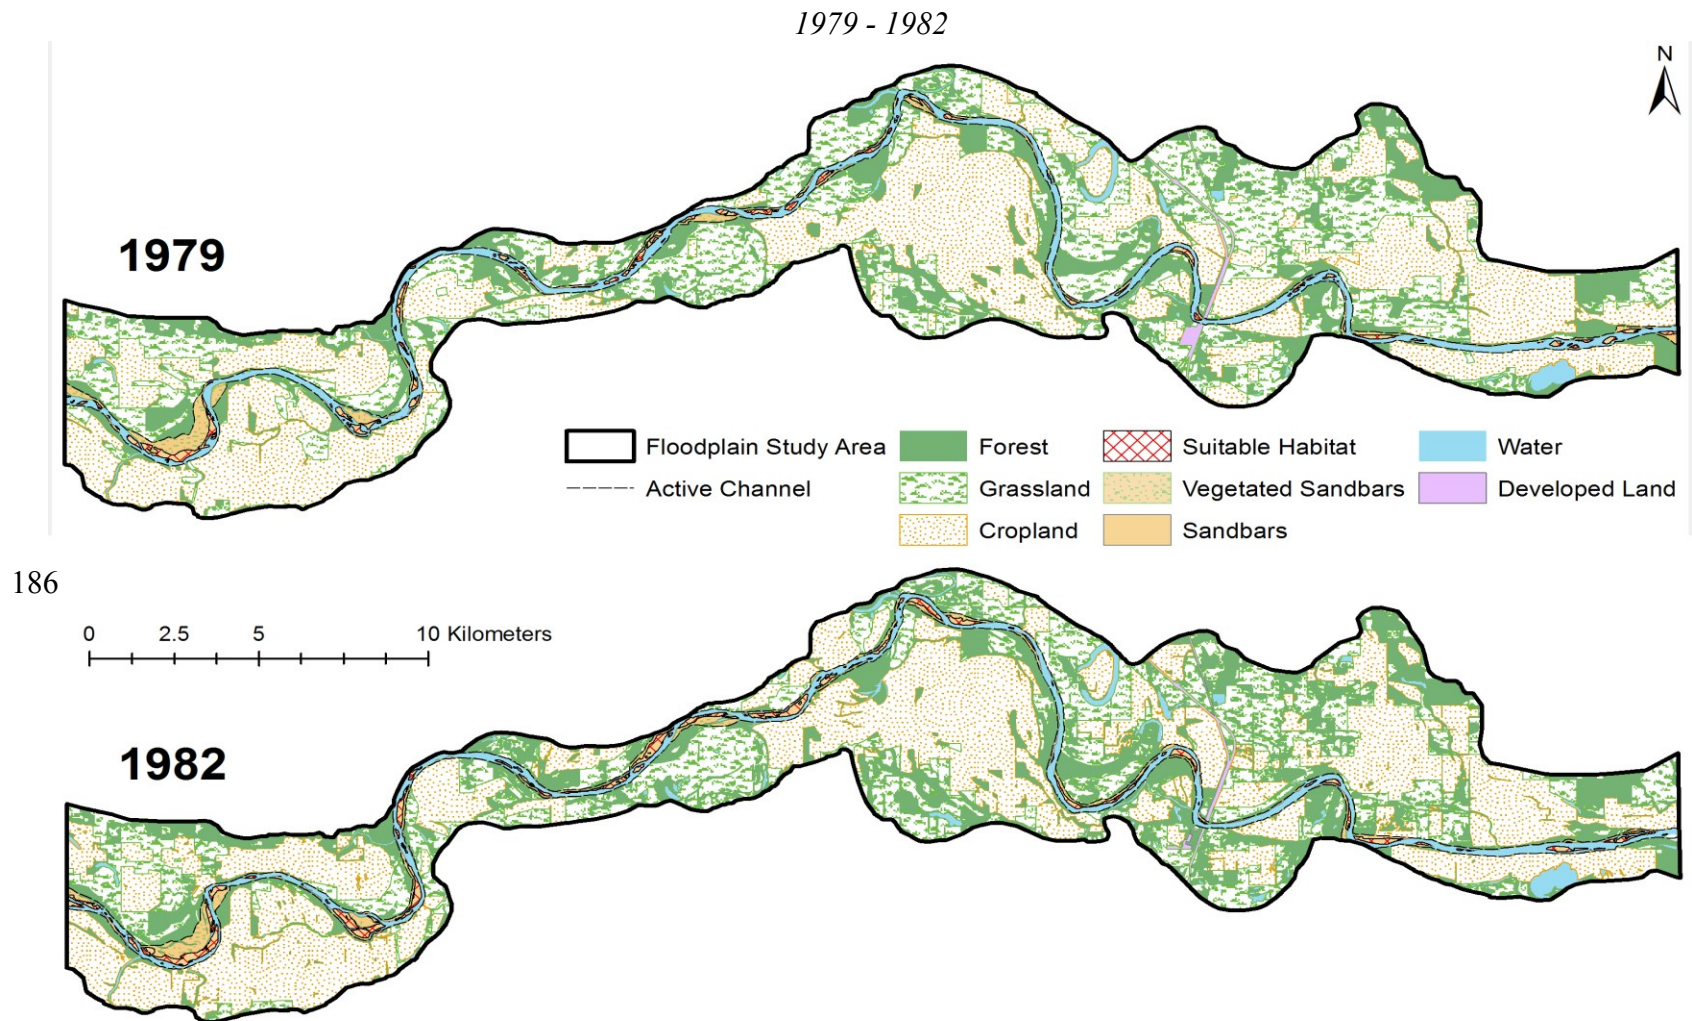 1979 - 1982
N
1979
Floodplain Study Area
Forest
Suitable Habitat
Water
Active Channel
Grassland
Vegetated Sandbars
Developed Land
Cropland
Sandbars
186
0 2.5 5 10 Kilometers
1982